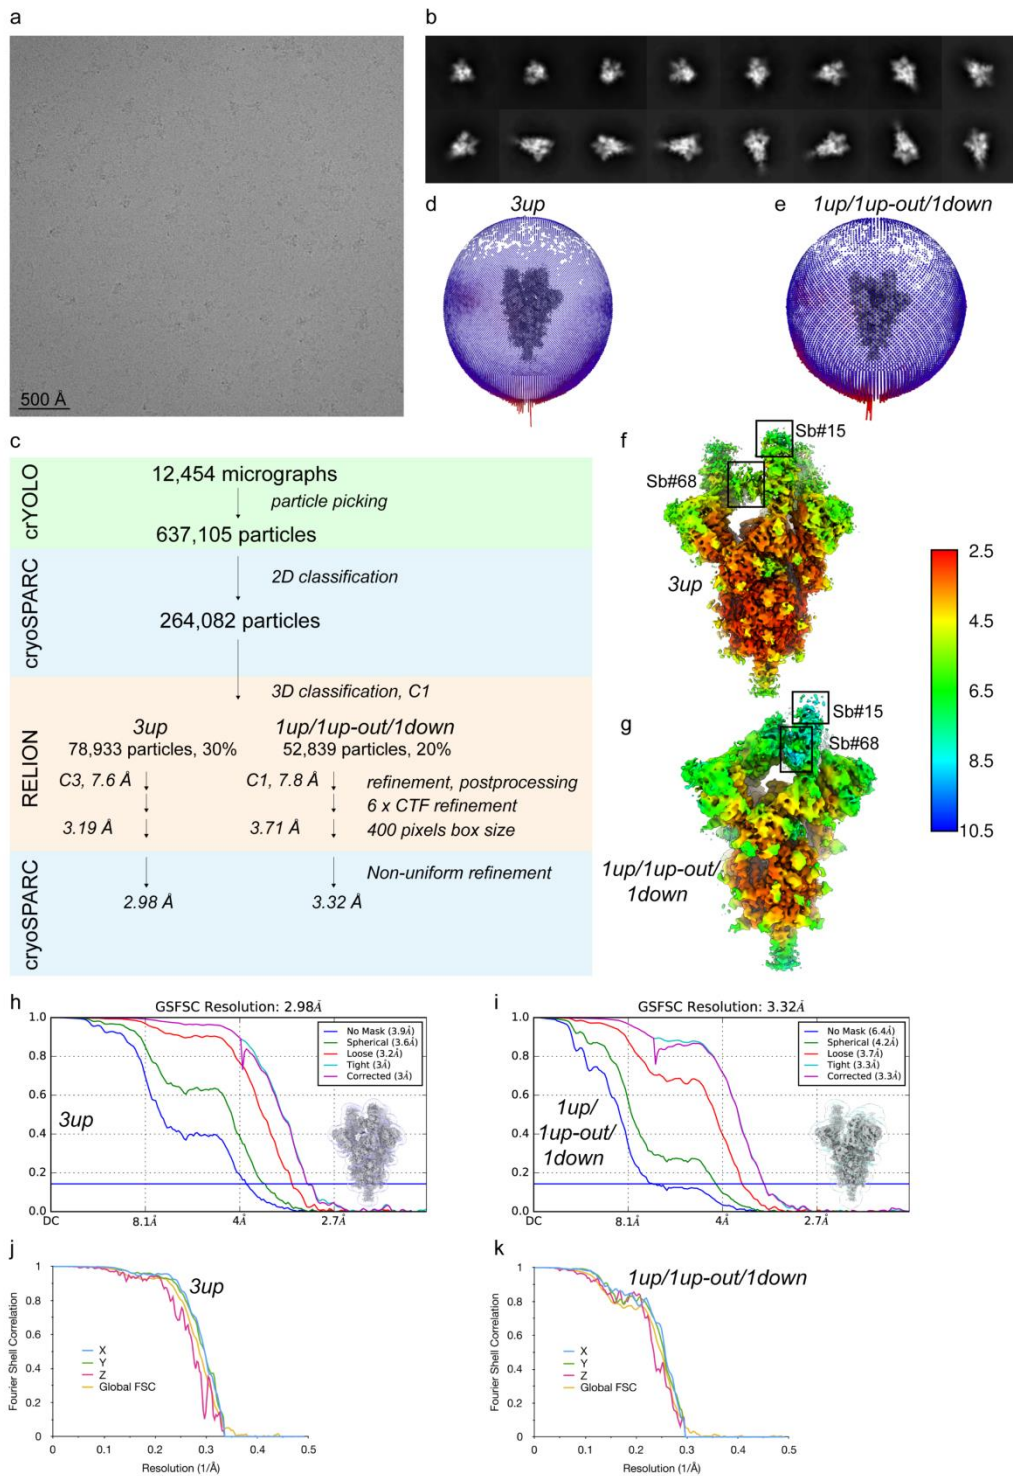 a
500 Å
b
d
3up
e
1up/1up-out/1down
c
crYOLO
12,454 micrographs
particle picking
637,105 particles
cryoSPARC
2D classification
264,082 particles
RELION
3D classification, C1
3up
1up/1up-out/1down
78,933 particles, 30%
52,839 particles, 20%
C3, 7.6 Å
C1, 7.8 Å
refinement, postprocessing
6 x CTF refinement
3.19 Å
3.71 Å
400 pixels box size
cryoSPARC
Non-uniform refinement
2.98 Å
3.32 Å
f
Sb#15
Sb#68
3up
g
Sb#15
Sb#68
1up/1up-out/
1down
2.5
4.5
6.5
8.5
10.5
h
GSFSC Resolution: 2.98Å
1.0
0.8
0.6
0.4
0.2
0.0
DC
8.1Å
4Å
2.7Å
No Mask (3.9Å)
Spherical (3.6Å)
Loose (3.2Å)
Tight (3Å)
Corrected (3Å)
3up
i
GSFSC Resolution: 3.32Å
1.0
0.8
0.6
0.4
0.2
0.0
DC
8.1Å
4Å
2.7Å
No Mask (6.4Å)
Spherical (4.2Å)
Loose (3.7Å)
Tight (3.3Å)
Corrected (3.3Å)
1up/
1up-out/
1down
j
3up
Fourier Shell Correlation
1
0.8
0.6
0.4
0.2
0
X
Y
Z
Global FSC
0
0.1
0.2
0.3
0.4
0.5
Resolution (1/Å)
k
1up/1up-out/1down
Fourier Shell Correlation
1
0.8
0.6
0.4
0.2
0
X
Y
Z
Global FSC
0
0.1
0.2
0.3
0.4
0.5
Resolution (1/Å)